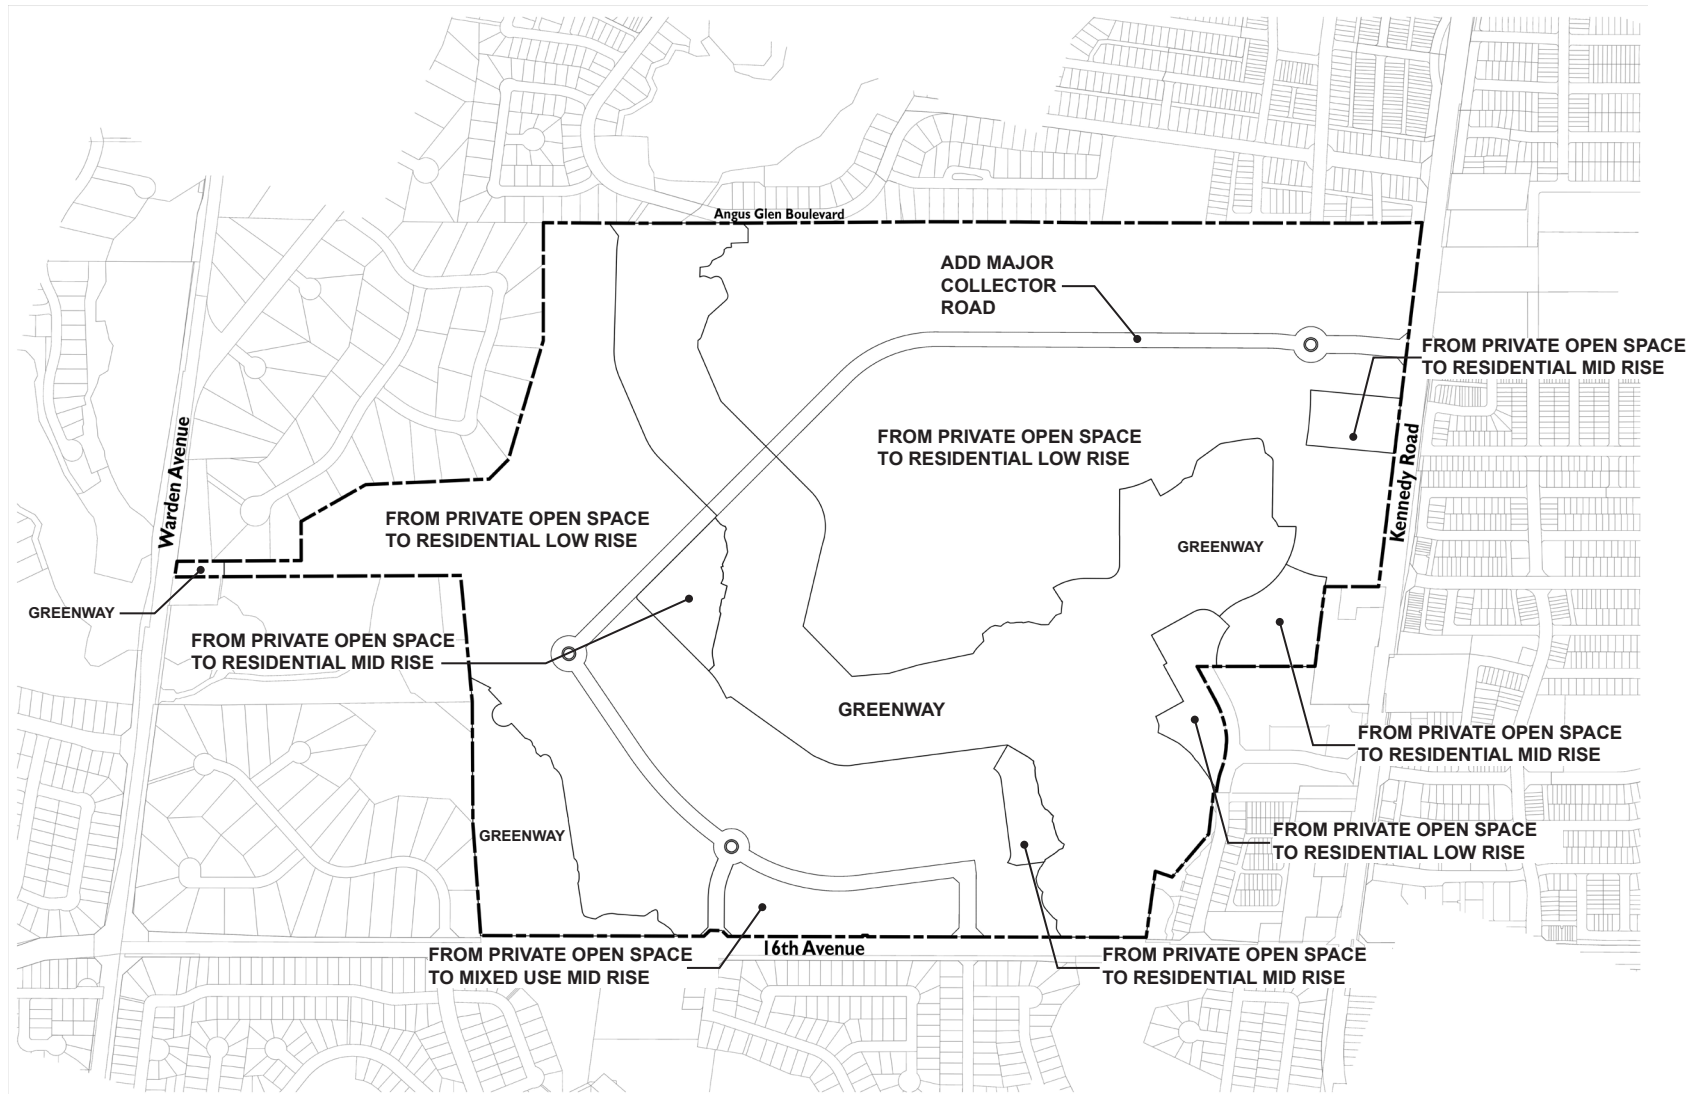 Angus Glen Boulevard
ADD MAJOR
COLLECTOR
ROAD
FROM PRIVATE OPEN SPACE
TO RESIDENTIAL MID RISE
FROM PRIVATE OPEN SPACE
TO RESIDENTIAL LOW RISE
Warden Avenue
Kennedy Road
FROM PRIVATE OPEN SPACE
TO RESIDENTIAL LOW RISE
GREENWAY
GREENWAY
FROM PRIVATE OPEN SPACE
TO RESIDENTIAL MID RISE
GREENWAY
FROM PRIVATE OPEN SPACE
TO RESIDENTIAL MID RISE
GREENWAY
FROM PRIVATE OPEN SPACE
TO RESIDENTIAL LOW RISE
16th Avenue
FROM PRIVATE OPEN SPACE
TO MIXED USE MID RISE
FROM PRIVATE OPEN SPACE
TO RESIDENTIAL MID RISE